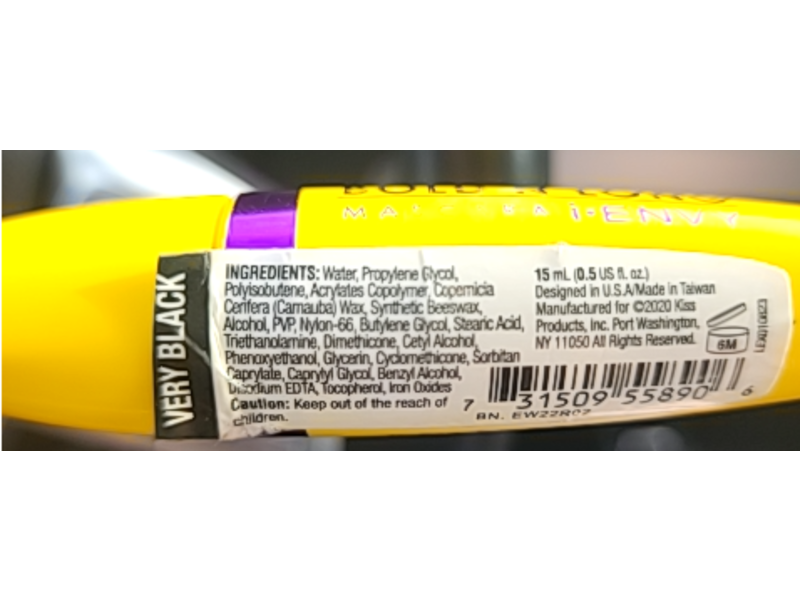 MASCARA i·ENVY
VERY BLACK
INGREDIENTS: Water, Propylene Glycol,
Polyisobutene, Acrylates Copolymer, Copernicia
Cerifera (Carnauba) Wax, Synthetic Beeswax,
Alcohol, PVP, Nylon-66, Butylene Glycol, Stearic Acid,
Triethanolamine, Dimethicone, Cetyl Alcohol,
Phenoxyethanol, Glycerin, Cyclomethicone, Sorbitan
Caprylate, Caprylyl Glycol, Benzyl Alcohol,
Disodium EDTA, Tocopherol, Iron Oxides
Caution: Keep out of the reach of
children.
15 mL (0.5 US fl. oz.)
Designed in U.S.A/Made in Taiwan
Manufactured for ©2020 Kiss
Products, Inc. Port Washington,
NY 11050 All Rights Reserved.
6M
7 31509 55890 6
BN. EW22R07